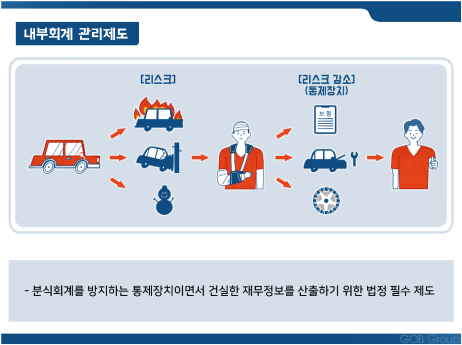 내부회계 관리제도
[리스크]
[리스크 감소]
(통제장치)
보험
- 분식회계를 방지하는 통제장치이면서 건실한 재무정보를 산출하기 위한 법정 필수 제도
GOB Group